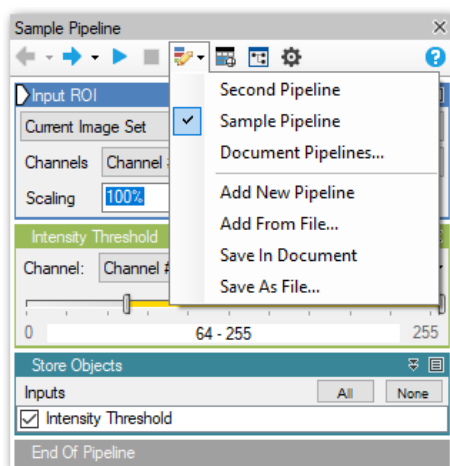 Sample Pipeline
Input ROI
Second Pipeline
Current Image Set
Sample Pipeline
Document Pipelines...
Channels Channel
Scaling 100%
Add New Pipeline
Add From File...
Intensity Threshold
Save In Document
Channel: Channel #
Save As File...
0 64 - 255 255
Store Objects
Inputs All None
Intensity Threshold
End Of Pipeline